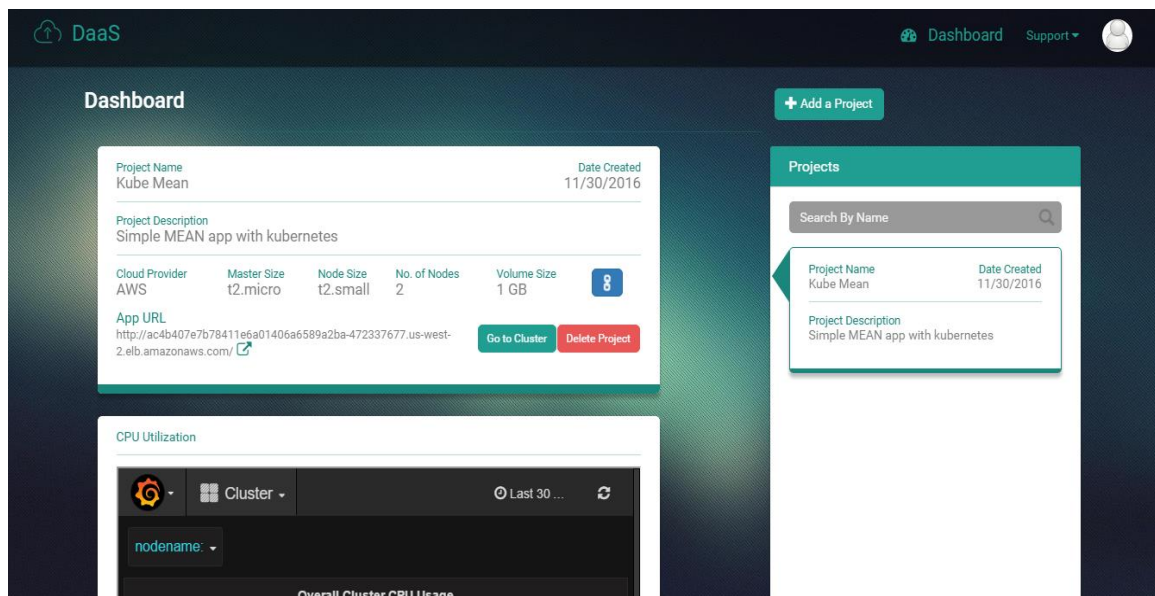 DaaS
Dashboard
Support
Dashboard
Add a Project
Project Name
Kube Mean
Date Created
11/30/2016
Project Description
Simple MEAN app with kubernetes
Cloud Provider
AWS
Master Size
t2.micro
Node Size
t2.small
No. of Nodes
2
Volume Size
1 GB
App URL
http://ac4b407e7b78411e6a01406a6589a2ba-472337677.us-west-
2.elb.amazonaws.com/
Go to Cluster
Delete Project
CPU Utilization
Cluster
Last 30 ...
nodename:
Overall Cluster CPU Usage
Projects
Search By Name
Project Name
Kube Mean
Date Created
11/30/2016
Project Description
Simple MEAN app with kubernetes